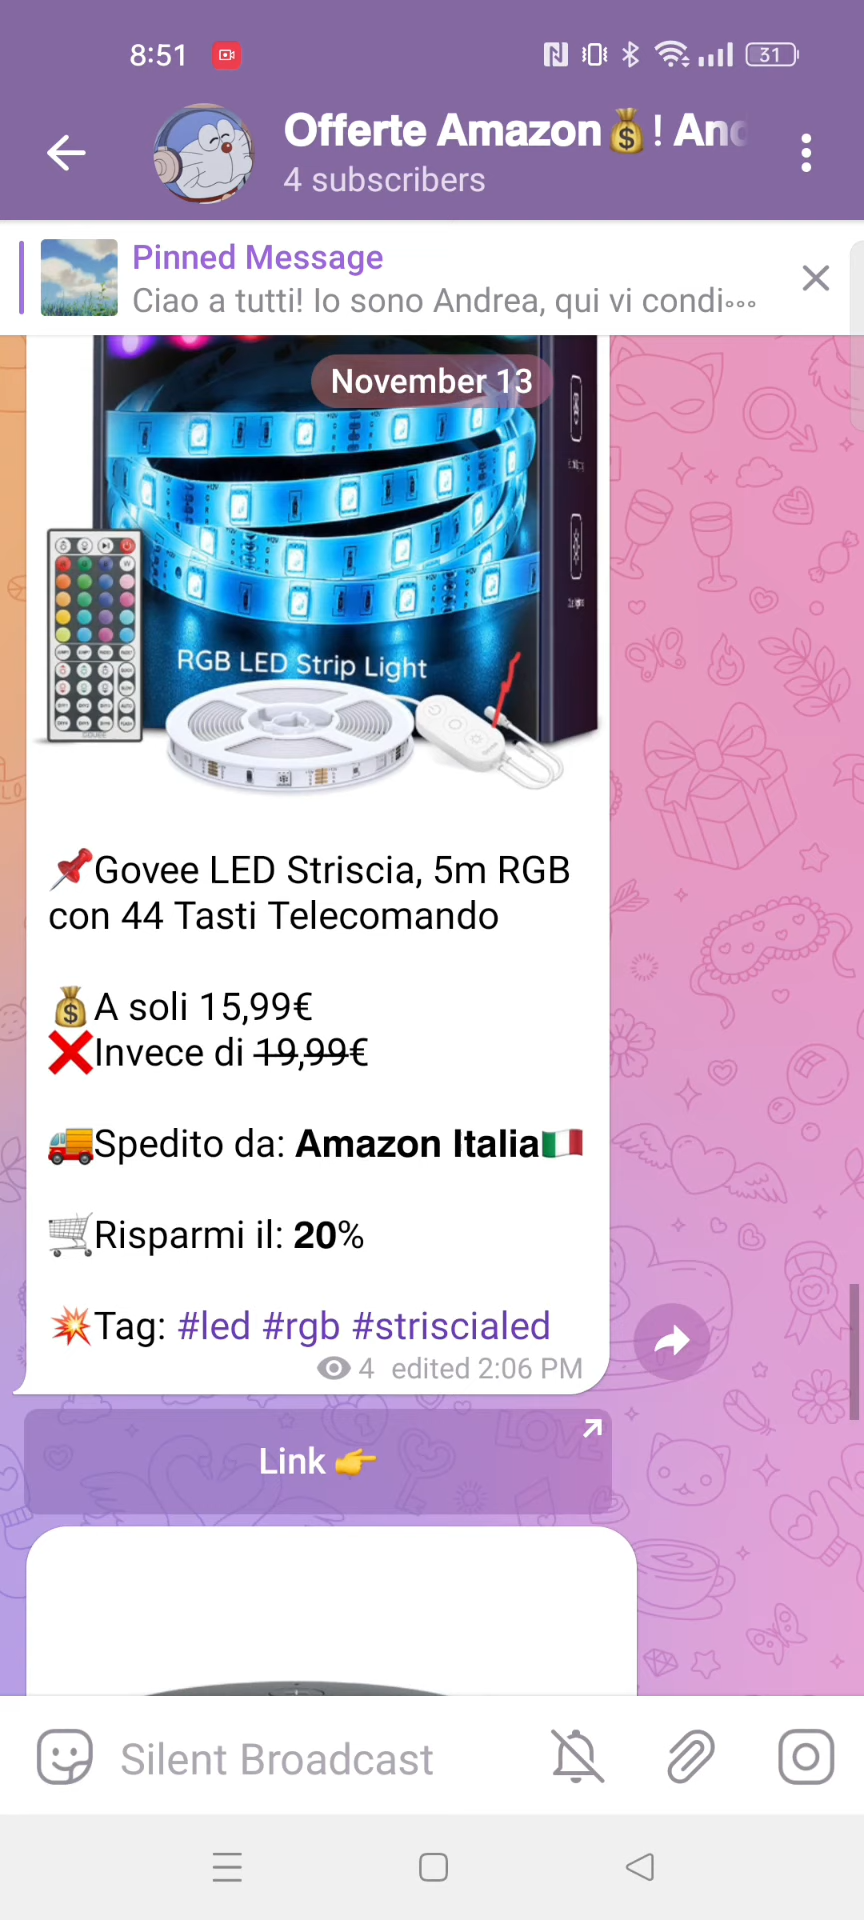 8:51
31
Offerte Amazon💰! And
4 subscribers
Pinned Message
Ciao a tutti! Io sono Andrea, qui vi condi...
November 13
RGB LED Strip Light
📌Govee LED Striscia, 5m RGB
con 44 Tasti Telecomando
💰A soli 15,99€
❌Invece di 19,99€
🚚Spedito da: Amazon Italia🇮🇹
🛒Risparmi il: 20%
💥Tag: #led #rgb #striscialed
4 edited 2:06 PM
Link 👉
Silent Broadcast